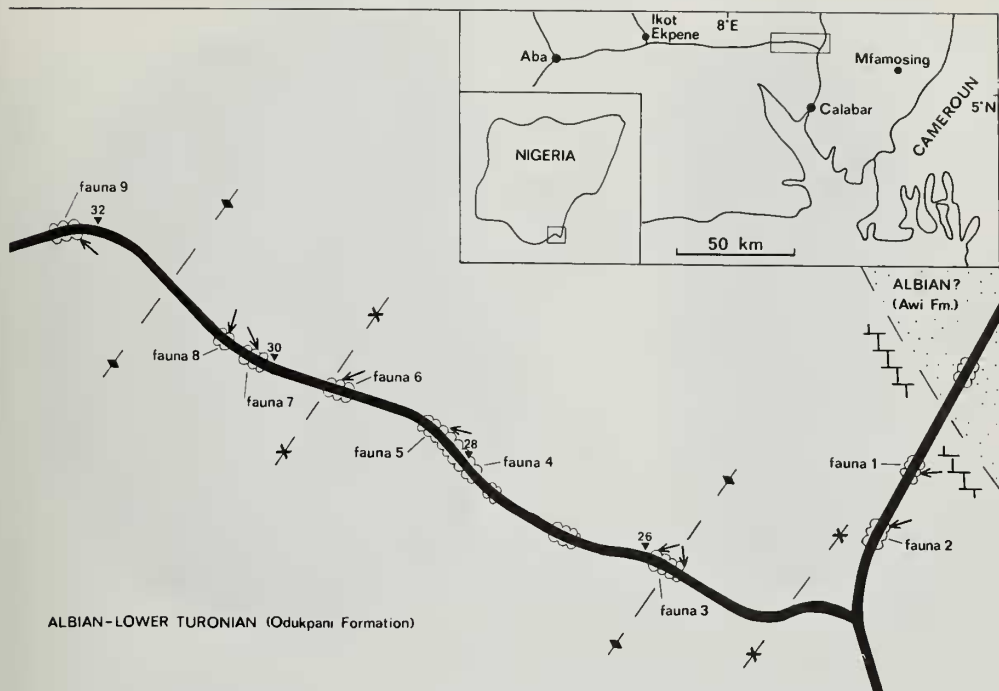 Ikot
Ekpene
8°E
Aba
Mfamosing
5°N
Calabar
CAMEROUN
NIGERIA
50 km
fauna 9
32
ALBIAN?
(Awi Fm.)
fauna 8
30
fauna 7
fauna 6
fauna 5
28
fauna 4
fauna 1
fauna 2
26
fauna 3
ALBIAN-LOWER TURONIAN (Odukpani Formation)